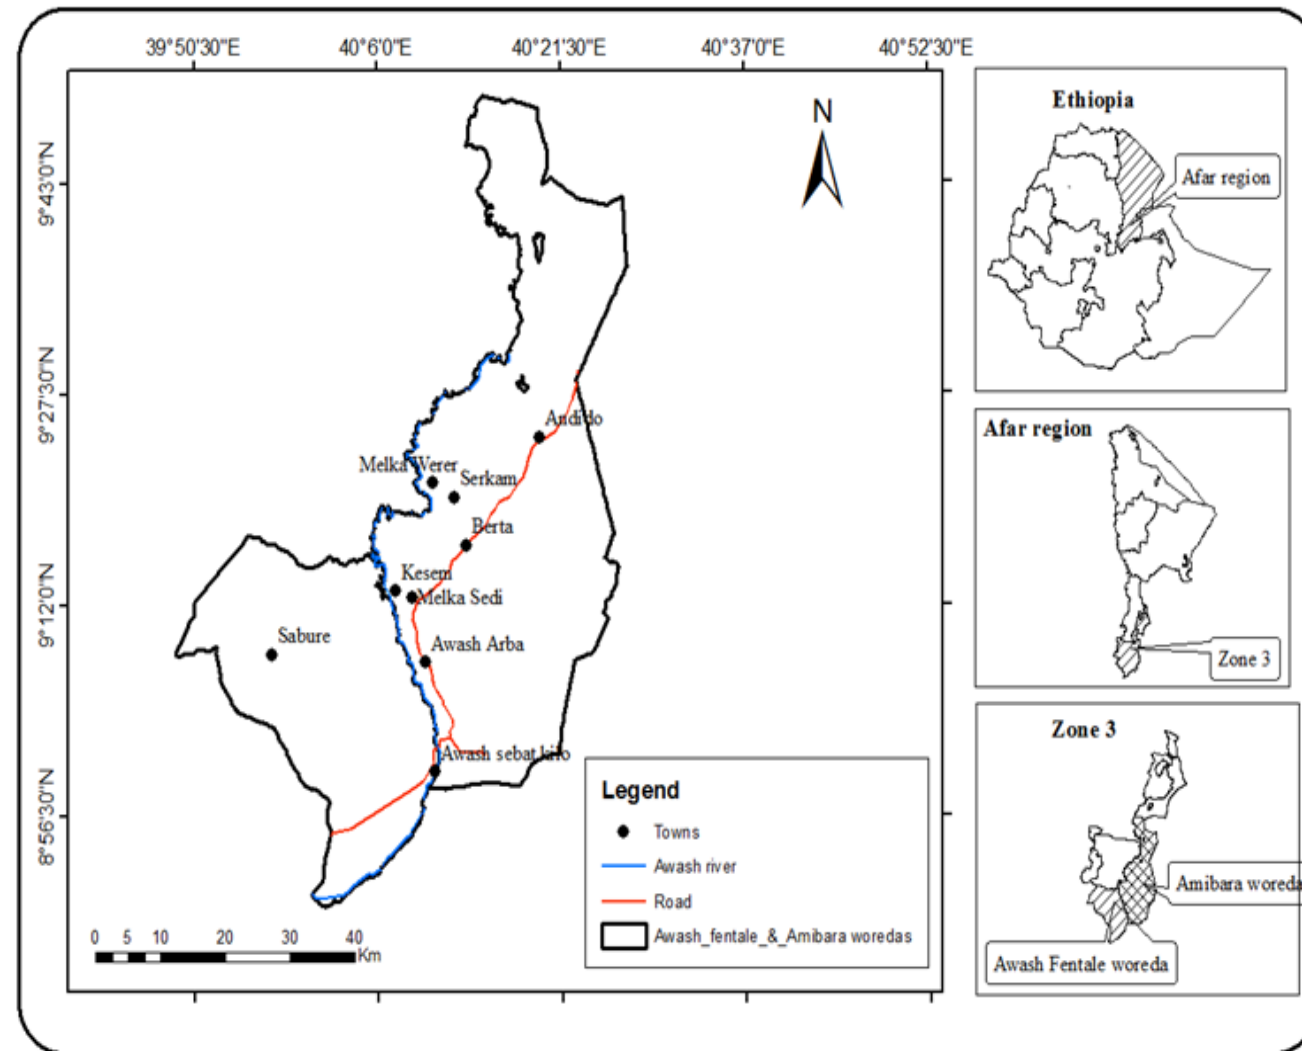 39°50'30"E
40°6'0"E
40°21'30"E
40°37'0"E
40°52'30"E
9°43'0"N
9°27'30"N
9°12'0"N
8°56'30"N
N
Andido
Melka Werer
Serkam
Berta
Kesem
Melka Sedi
Sabure
Awash Arba
Awash sebat kilo
Legend
Towns
Awash river
Road
Awash_fentale_&_Amibara woredas
0 5 10 20 30 40
Km
Ethiopia
Afar region
Afar region
Zone 3
Zone 3
Amibara woreda
Awash Fentale woreda